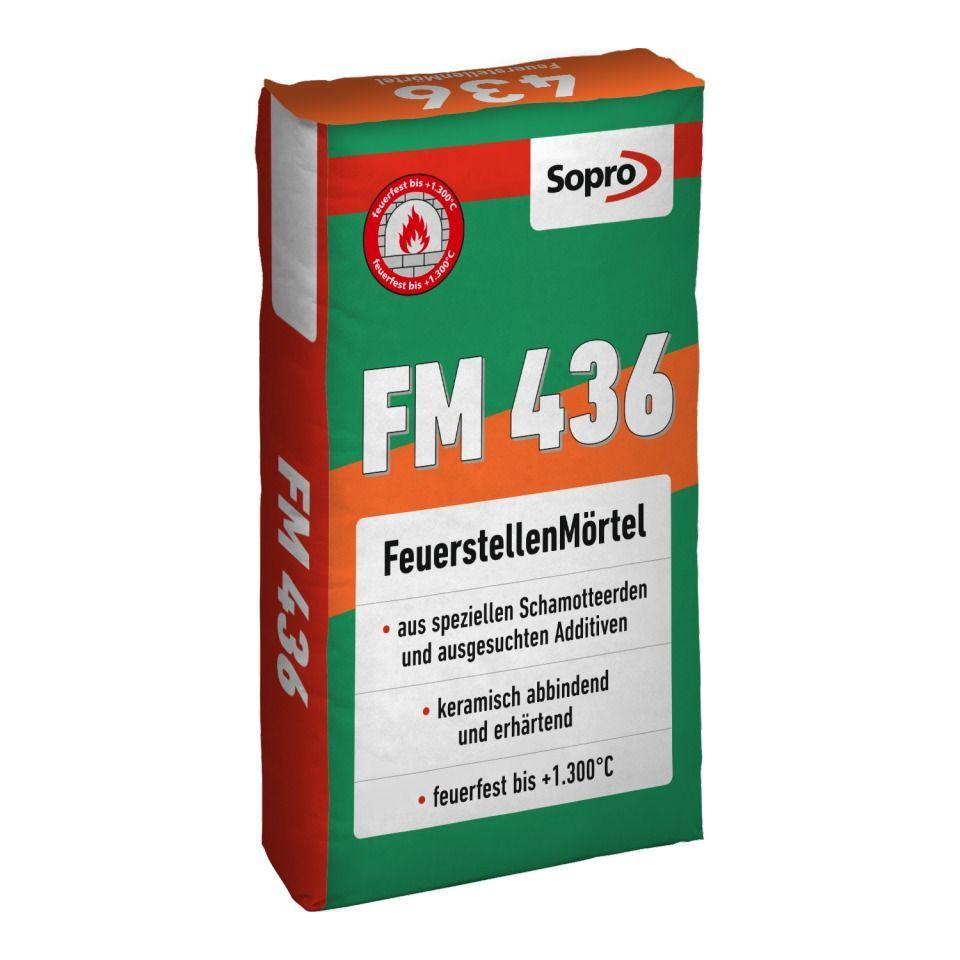 436
FeuerstellenMörtel
Sopro
feuerfest bis +1.300°C
feuerfest bis +1.300°C
FM 436
FM 436
FeuerstellenMörtel
• aus speziellen Schamotteerden
und ausgesuchten Additiven
• keramisch abbindend
und erhärtend
• feuerfest bis +1.300°C